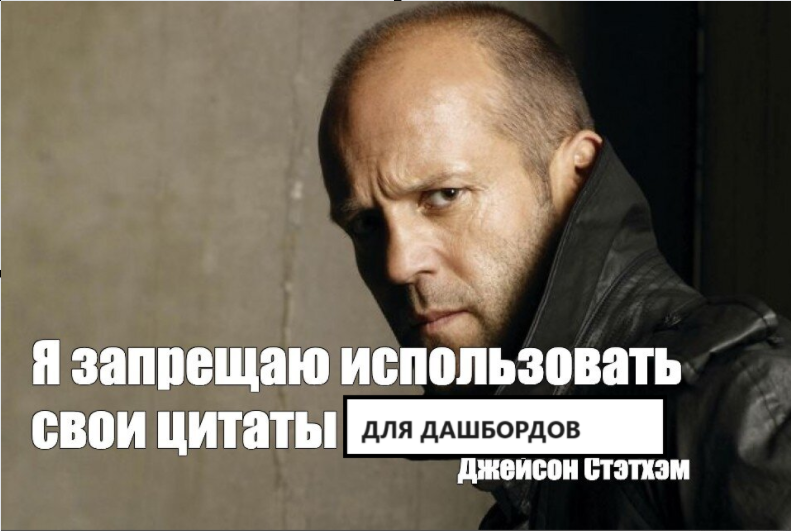 Я запрещаю использовать
свои цитаты ДЛЯ ДАШБОРДОВ
Джейсон Стэтхэм